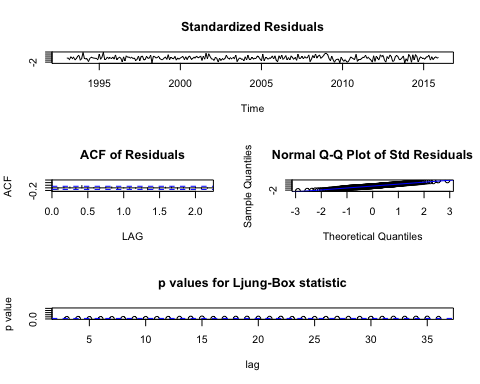 Standardized Residuals
-2
1995 2000 2005 2010 2015
Time
ACF of Residuals
ACF
-0.2
0.0 0.5 1.0 1.5 2.0
LAG
Normal Q-Q Plot of Std Residuals
Sample Quantiles
-2
-3 -2 -1 0 1 2 3
Theoretical Quantiles
p values for Ljung-Box statistic
p value
0.0
5 10 15 20 25 30 35
lag